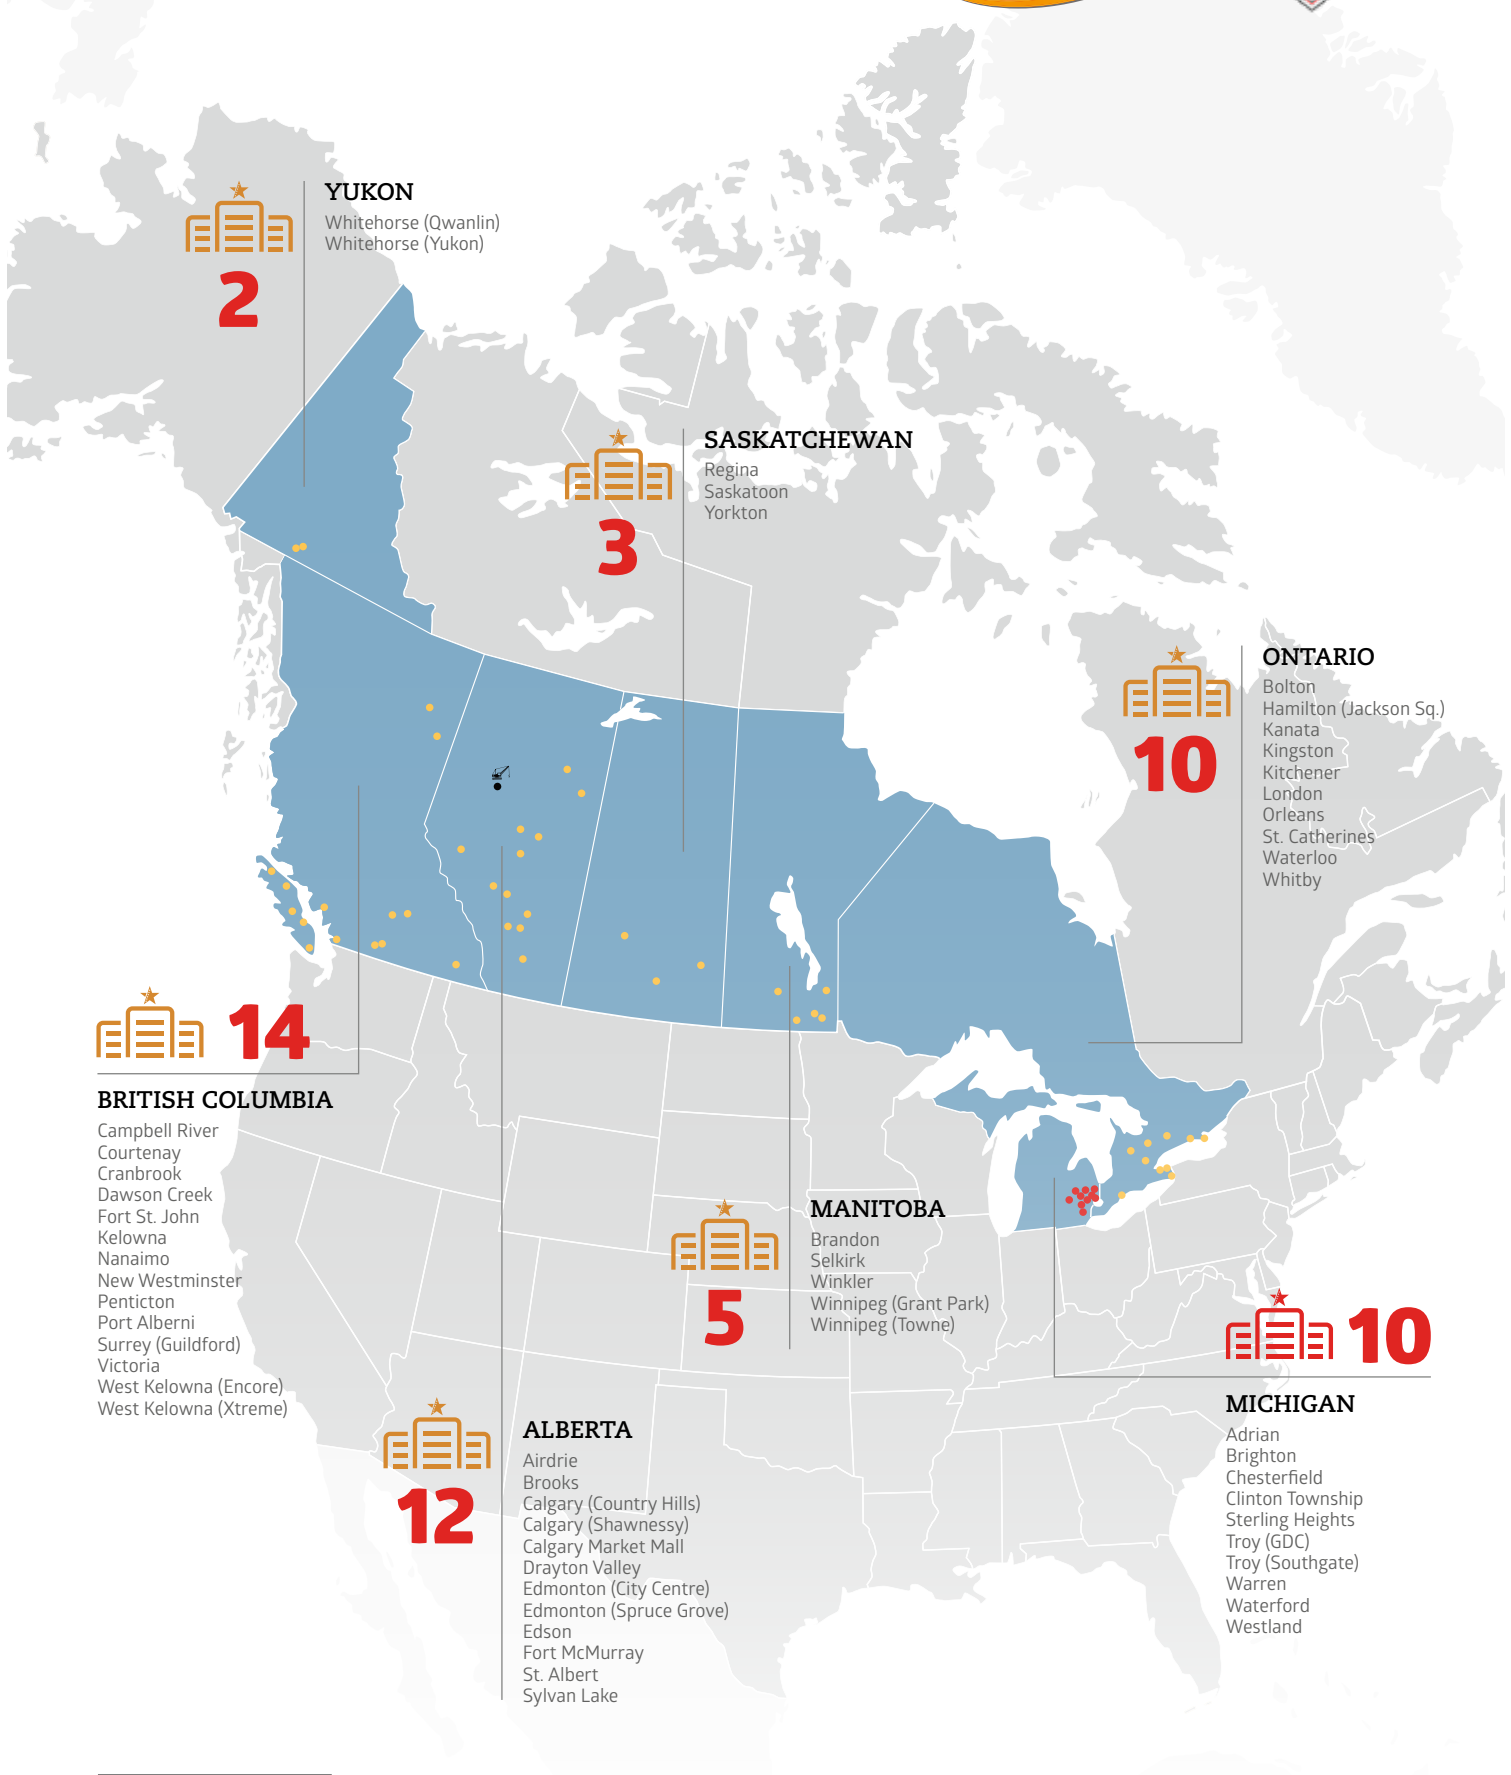 YUKON
Whitehorse (Qwanlin)
Whitehorse (Yukon)
2
SASKATCHEWAN
Regina
Saskatoon
Yorkton
3
ONTARIO
Bolton
Hamilton (Jackson Sq.)
Kanata
Kingston
Kitchener
London
Orleans
St. Catherines
Waterloo
Whitby
10
14
BRITISH COLUMBIA
Campbell River
Courtenay
Cranbrook
Dawson Creek
Fort St. John
Kelowna
Nanaimo
New Westminster
Penticton
Port Alberni
Surrey (Guildford)
Victoria
West Kelowna (Encore)
West Kelowna (Xtreme)
MANITOBA
Brandon
Selkirk
Winkler
Winnipeg (Grant Park)
Winnipeg (Towne)
5
10
MICHIGAN
Adrian
Brighton
Chesterfield
Clinton Township
Sterling Heights
Troy (GDC)
Troy (Southgate)
Warren
Waterford
Westland
ALBERTA
Airdrie
Brooks
Calgary (Country Hills)
Calgary (Shawnessy)
Calgary Market Mall
Drayton Valley
Edmonton (City Centre)
Edmonton (Spruce Grove)
Edson
Fort McMurray
St. Albert
Sylvan Lake
12